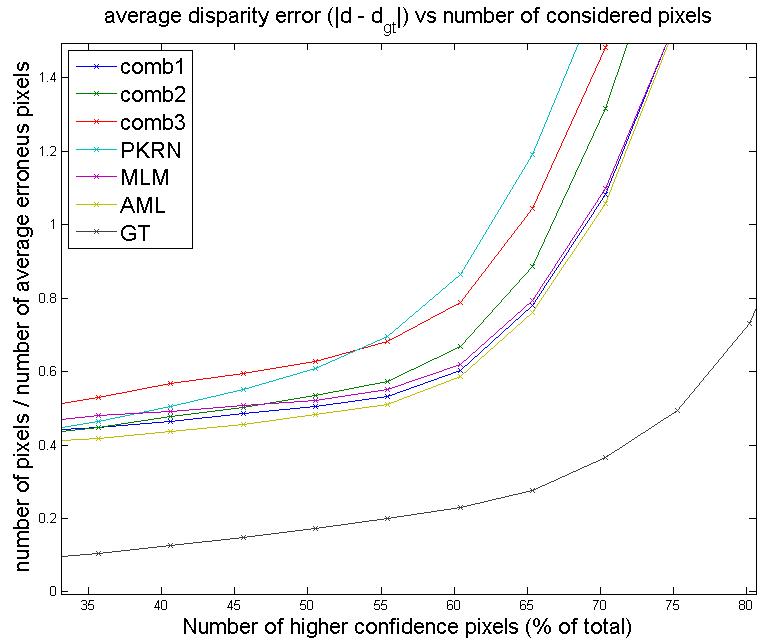 average disparity error (|d - dgt|) vs number of considered pixels
comb1
comb2
comb3
PKRN
MLM
AML
GT
1.4
1.2
1
0.8
0.6
0.4
0.2
0
number of pixels / number of average erroneus pixels
35 40 45 50 55 60 65 70 75 80
Number of higher confidence pixels (% of total)